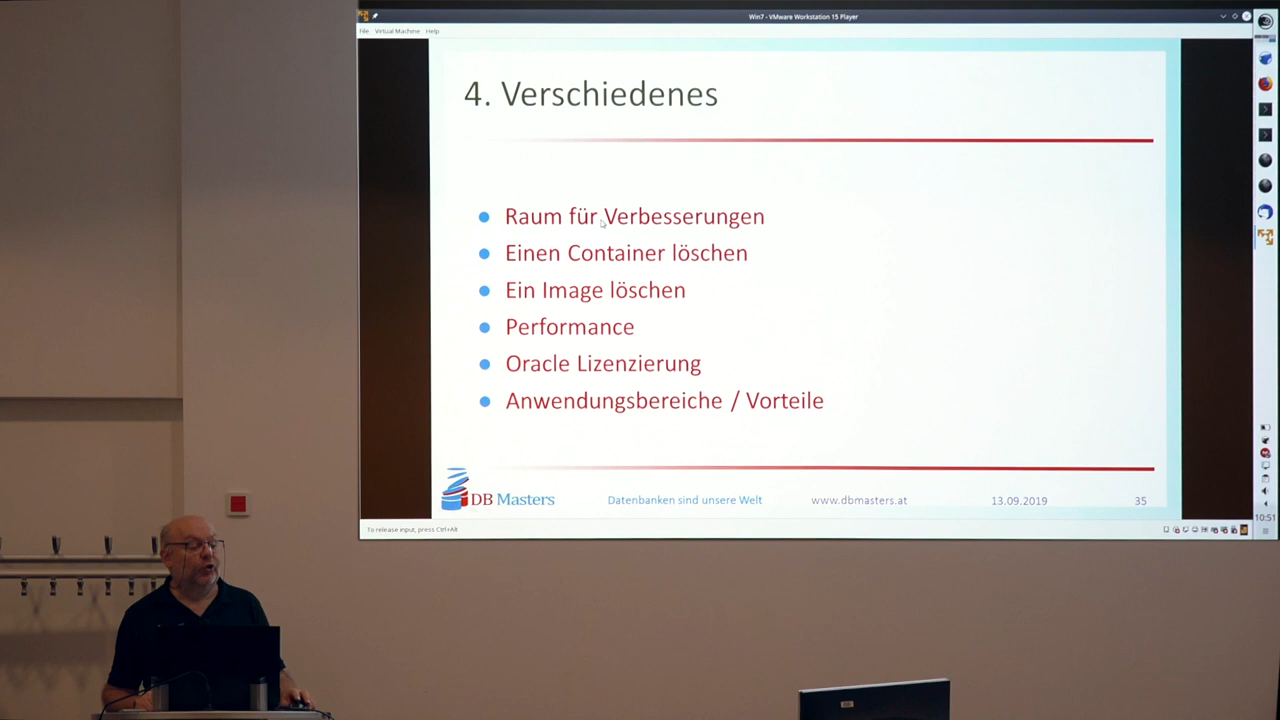 Win7 - VMware Workstation 15 Player
File Virtual Machine Help
4. Verschiedenes
Raum für Verbesserungen
Einen Container löschen
Ein Image löschen
Performance
Oracle Lizenzierung
Anwendungsbereiche / Vorteile
DB Masters
Datenbanken sind unsere Welt
www.dbmasters.at
13.09.2019
35
10:51
To release input, press Ctrl+Alt